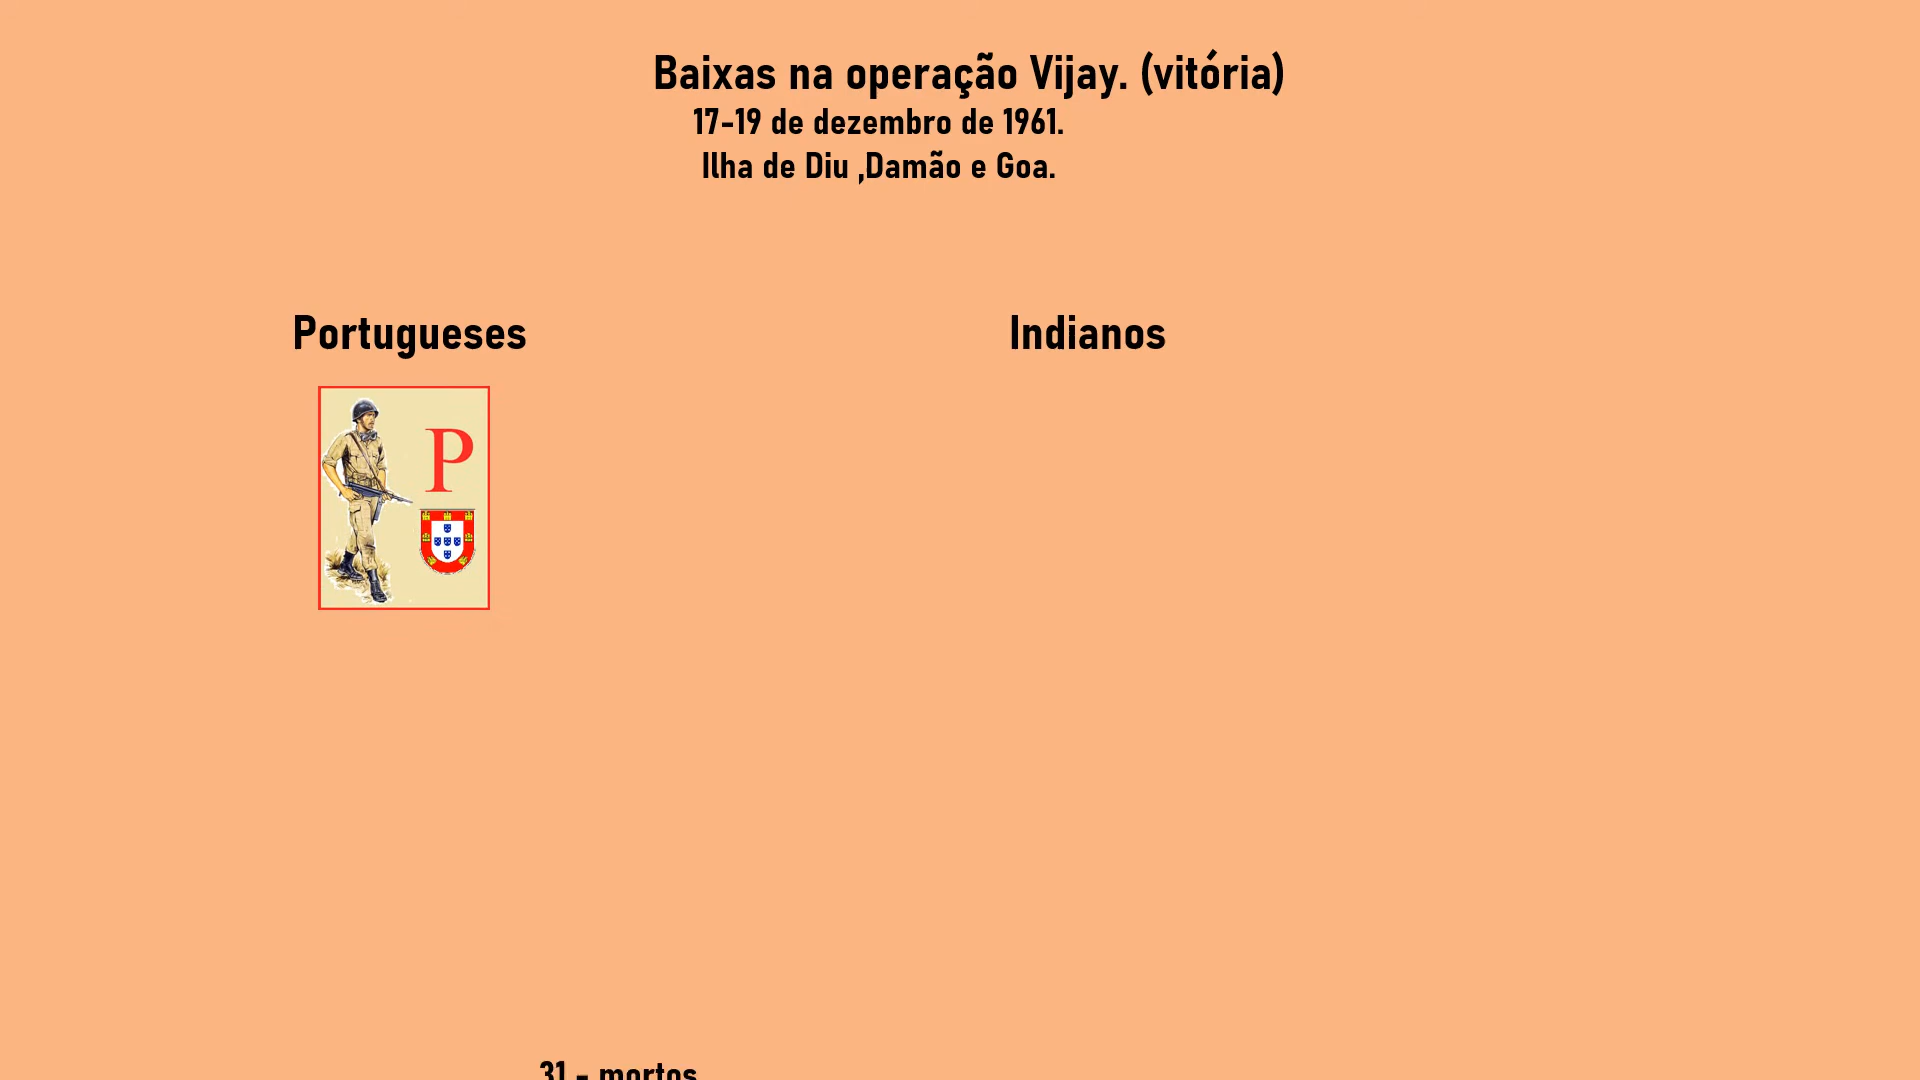 Baixas na operação Vijay. (vitória)
17-19 de dezembro de 1961.
Ilha de Diu ,Damão e Goa.
Portugueses
Indianos
P
31 - mortos